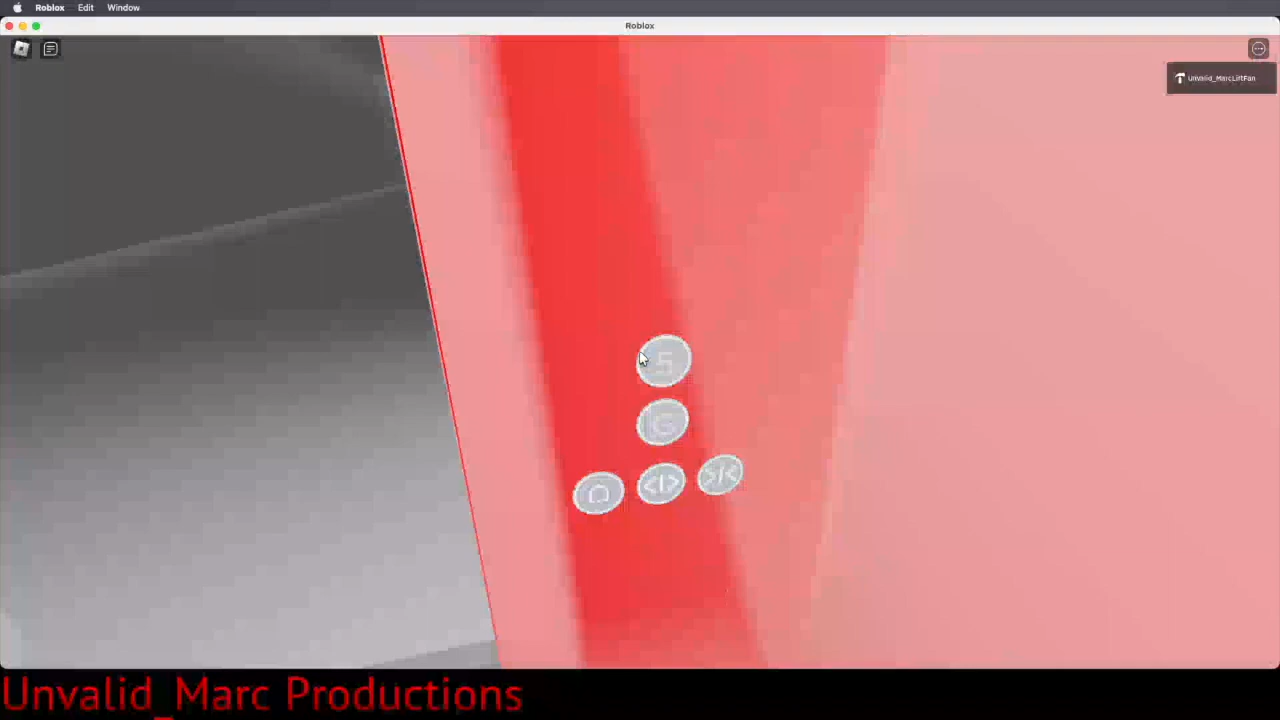 Roblox Edit Window
Roblox
Unvalid_MarcLiftFan
5
G
<|> >|<
Unvalid_Marc Productions